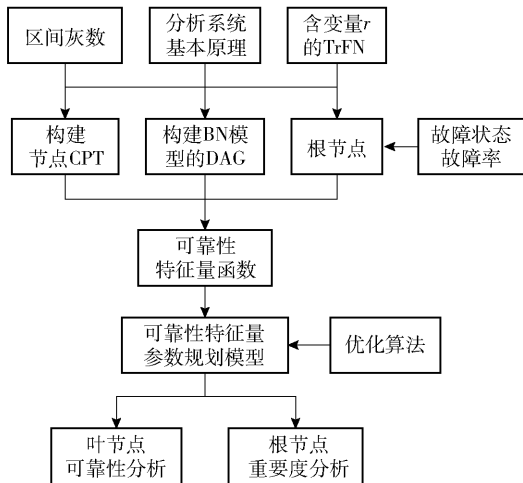 区间灰数
分析系统
基本原理
含变量r
的TrFN
构建
节点CPT
构建BN模
型的DAG
根节点
故障状态
故障率
可靠性
特征量函数
可靠性特征量
参数规划模型
优化算法
叶节点
可靠性分析
根节点
重要度分析